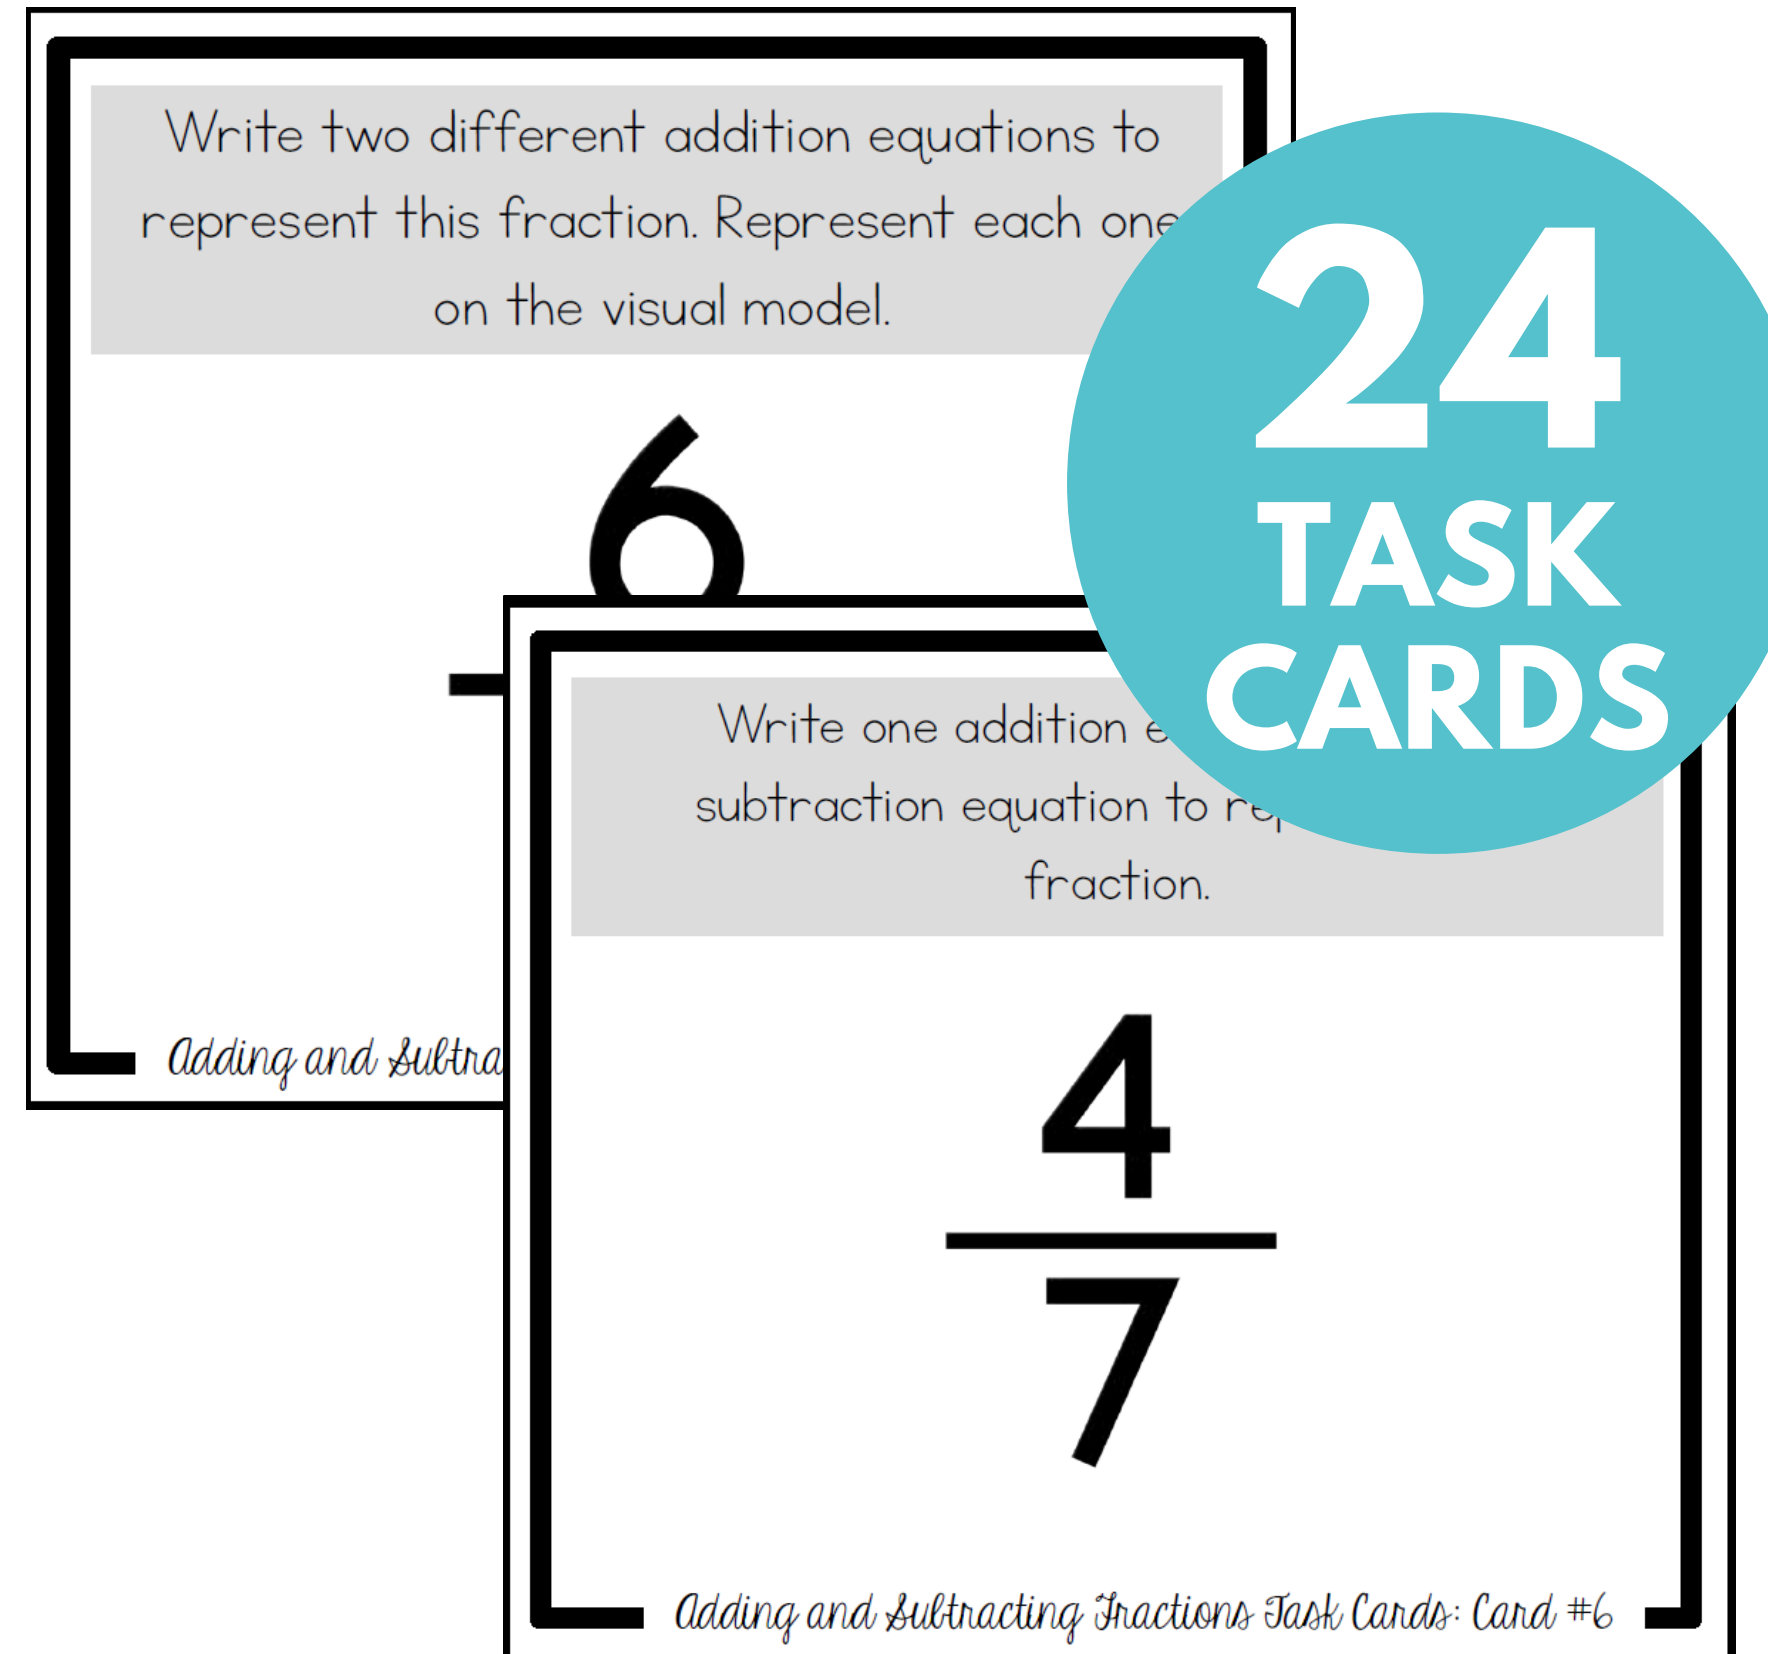 Write two different addition equations to
represent this fraction. Represent each one
on the visual model.
6
24
TASK
CARDS
Write one addition
subtraction equation to
fraction.
4
7
Adding and
Adding and Subtracting Fractions Task Cards: Card #6